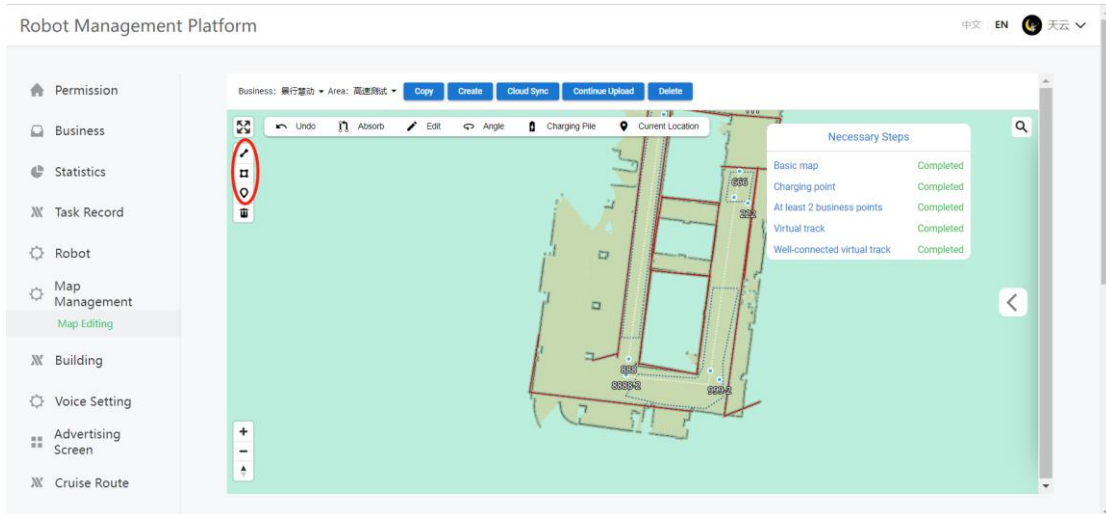 Robot Management Platform
中文 EN 天云
Permission
Business
Statistics
Task Record
Robot
Map
Management
Map Editing
Building
Voice Setting
Advertising
Screen
Cruise Route
Business: 景行慧动 Area: 高速测试 Copy Create Cloud Sync Continue Upload Delete
Undo Absorb Edit Angle Charging Pile Current Location
Necessary Steps
Basic map Completed
Charging point Completed
At least 2 business points Completed
Virtual track Completed
Well-connected virtual track Completed
666
222
888
8888-2
999-2